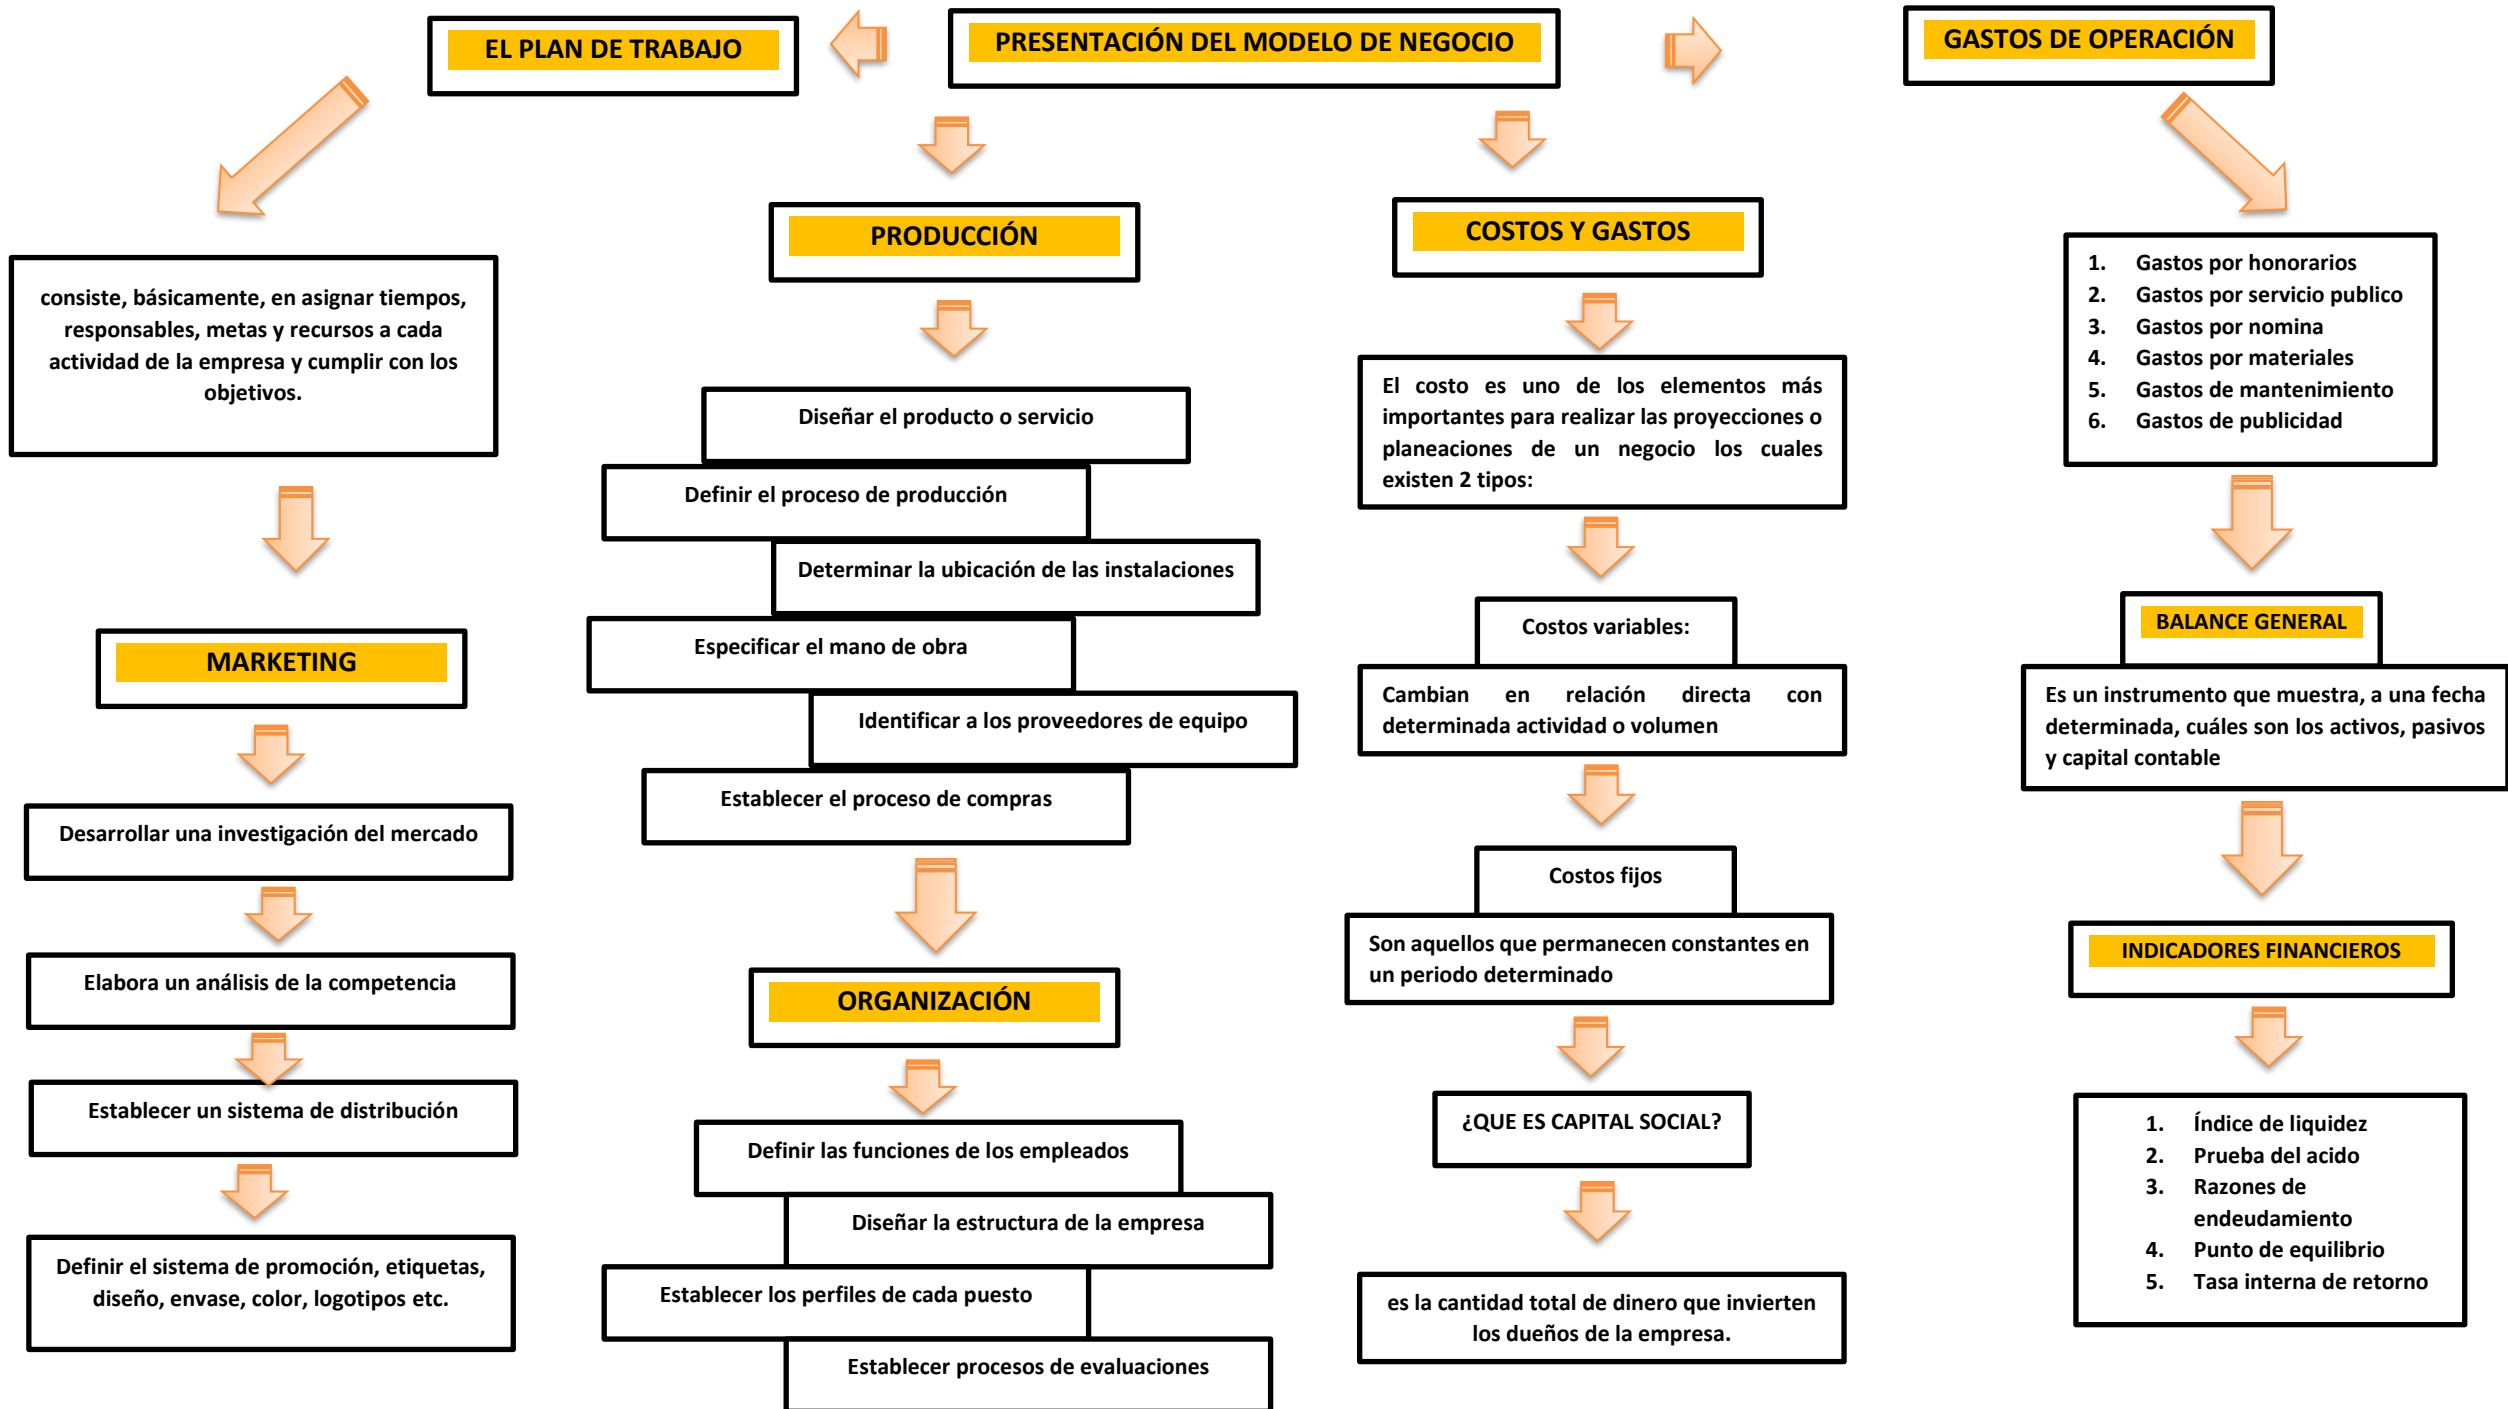 EL PLAN DE TRABAJO
PRESENTACIÓN DEL MODELO DE NEGOCIO
GASTOS DE OPERACIÓN
consiste, básicamente, en asignar tiempos,
responsables, metas y recursos a cada
actividad de la empresa y cumplir con los
objetivos.
MARKETING
Desarrollar una investigación del mercado
Elabora un análisis de la competencia
Establecer un sistema de distribución
Definir el sistema de promoción, etiquetas,
diseño, envase, color, logotipos etc.
PRODUCCIÓN
Diseñar el producto o servicio
Definir el proceso de producción
Determinar la ubicación de las instalaciones
Especificar el mano de obra
Identificar a los proveedores de equipo
Establecer el proceso de compras
ORGANIZACIÓN
Definir las funciones de los empleados
Diseñar la estructura de la empresa
Establecer los perfiles de cada puesto
Establecer procesos de evaluaciones
COSTOS Y GASTOS
El costo es uno de los elementos más
importantes para realizar las proyecciones o
planeaciones de un negocio los cuales
existen 2 tipos:
Costos variables:
Cambian en relación directa con
determinada actividad o volumen
Costos fijos
Son aquellos que permanecen constantes en
un periodo determinado
¿QUE ES CAPITAL SOCIAL?
es la cantidad total de dinero que invierten
los dueños de la empresa.
1. Gastos por honorarios
2. Gastos por servicio publico
3. Gastos por nomina
4. Gastos por materiales
5. Gastos de mantenimiento
6. Gastos de publicidad
BALANCE GENERAL
Es un instrumento que muestra, a una fecha
determinada, cuáles son los activos, pasivos
y capital contable
INDICADORES FINANCIEROS
1. Índice de liquidez
2. Prueba del acido
3. Razones de
endeudamiento
4. Punto de equilibrio
5. Tasa interna de retorno